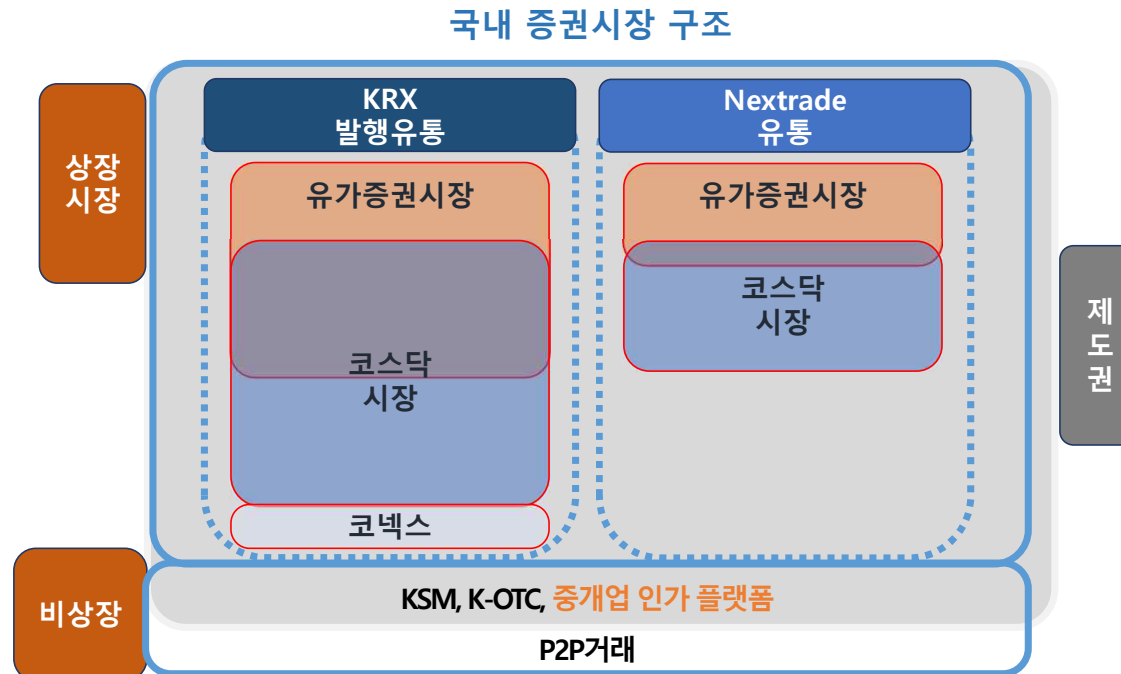 국내 증권시장 구조
상장
시장
KRX
발행유통
Nextrade
유통
유가증권시장
유가증권시장
코스닥
시장
코스닥
시장
코넥스
제
도
권
비상장
KSM, K-OTC, 중개업 인가 플랫폼
P2P거래